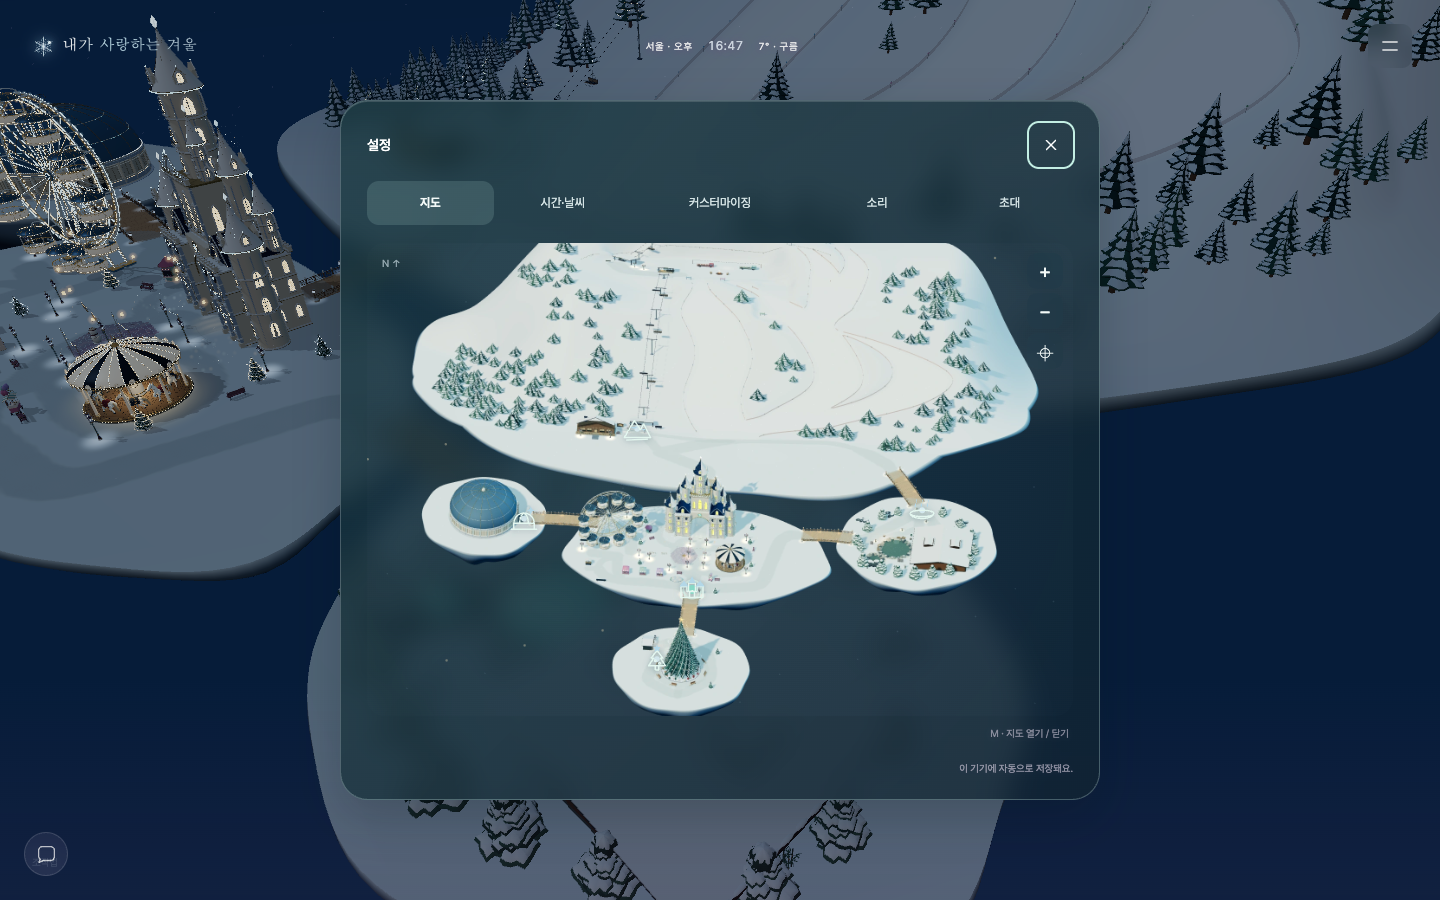 내가 사랑하는 겨울
서울 · 오후 16:47 7° · 구름
설정
지도 시간·날씨 커스터마이징 소리 초대
N ↑
M · 지도 열기 / 닫기
이 기기에 자동으로 저장돼요.